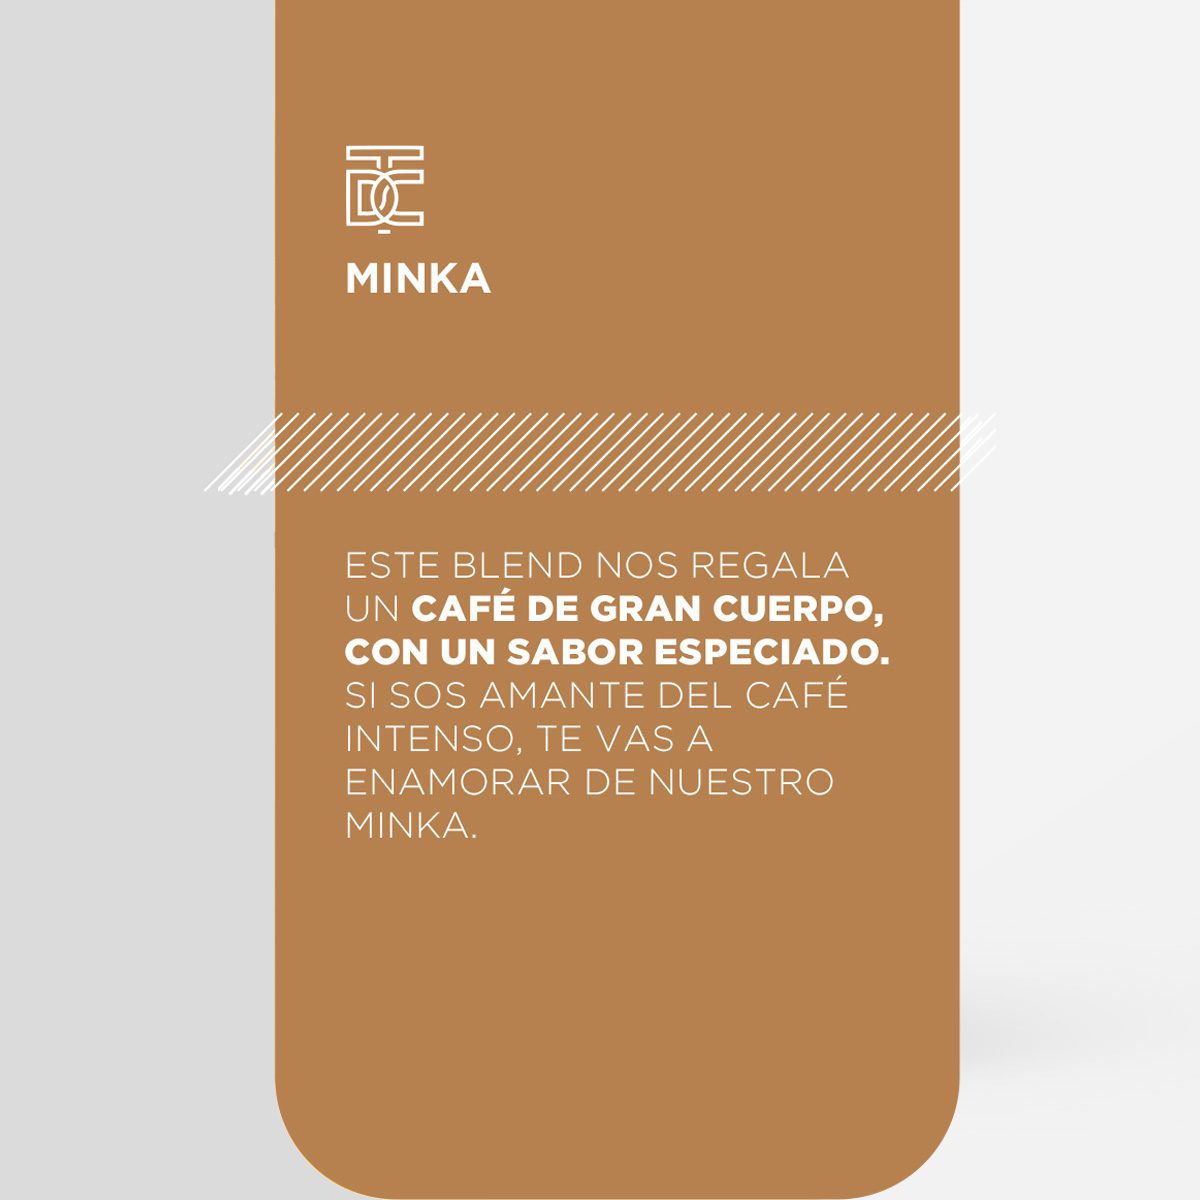 MINKA
ESTE BLEND NOS REGALA
UN CAFÉ DE GRAN CUERPO,
CON UN SABOR ESPECIADO.
SI SOS AMANTE DEL CAFÉ
INTENSO, TE VAS A
ENAMORAR DE NUESTRO
MINKA.